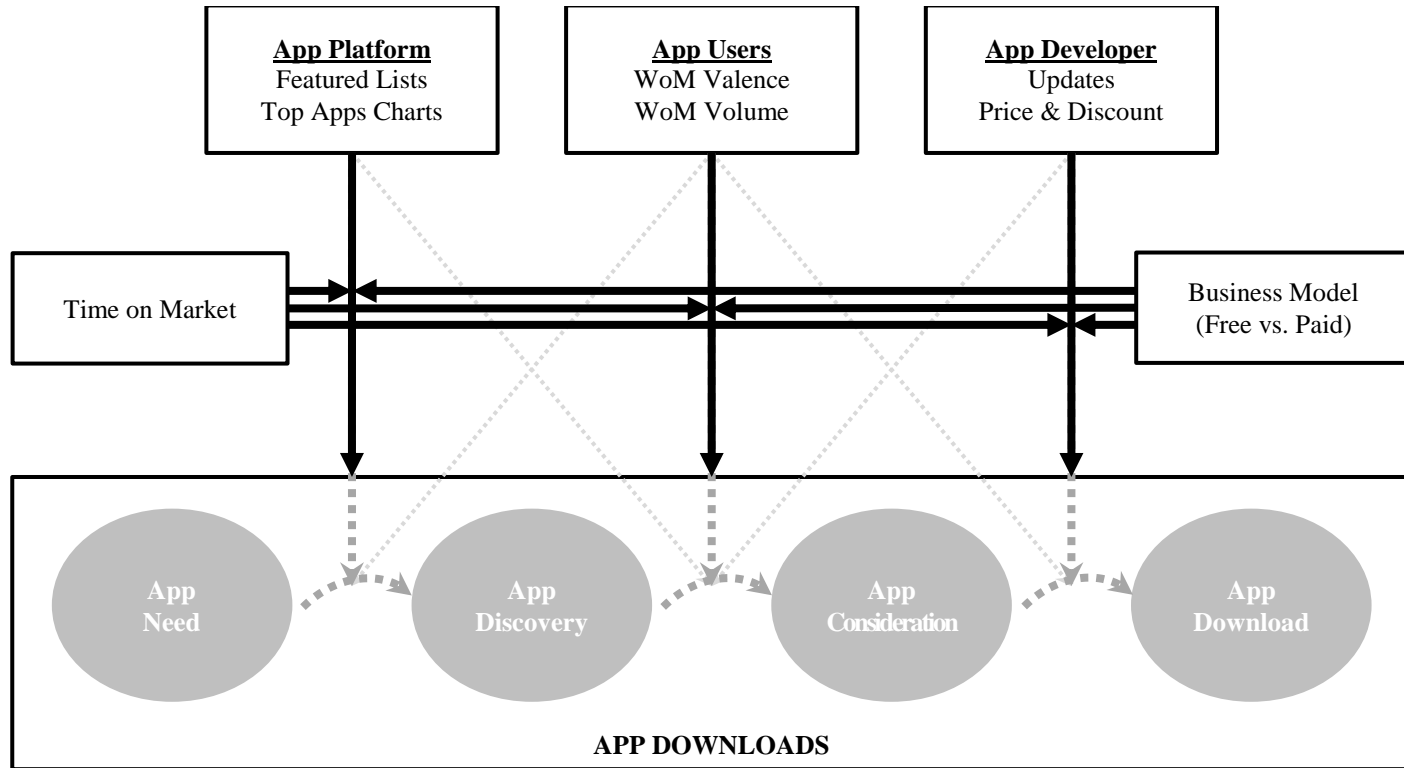 App Platform
Featured Lists
Top Apps Charts
App Users
WoM Valence
WoM Volume
App Developer
Updates
Price & Discount
Time on Market
Business Model
(Free vs. Paid)
App
Need
App
Discovery
App
Consideration
App
Download
APP DOWNLOADS